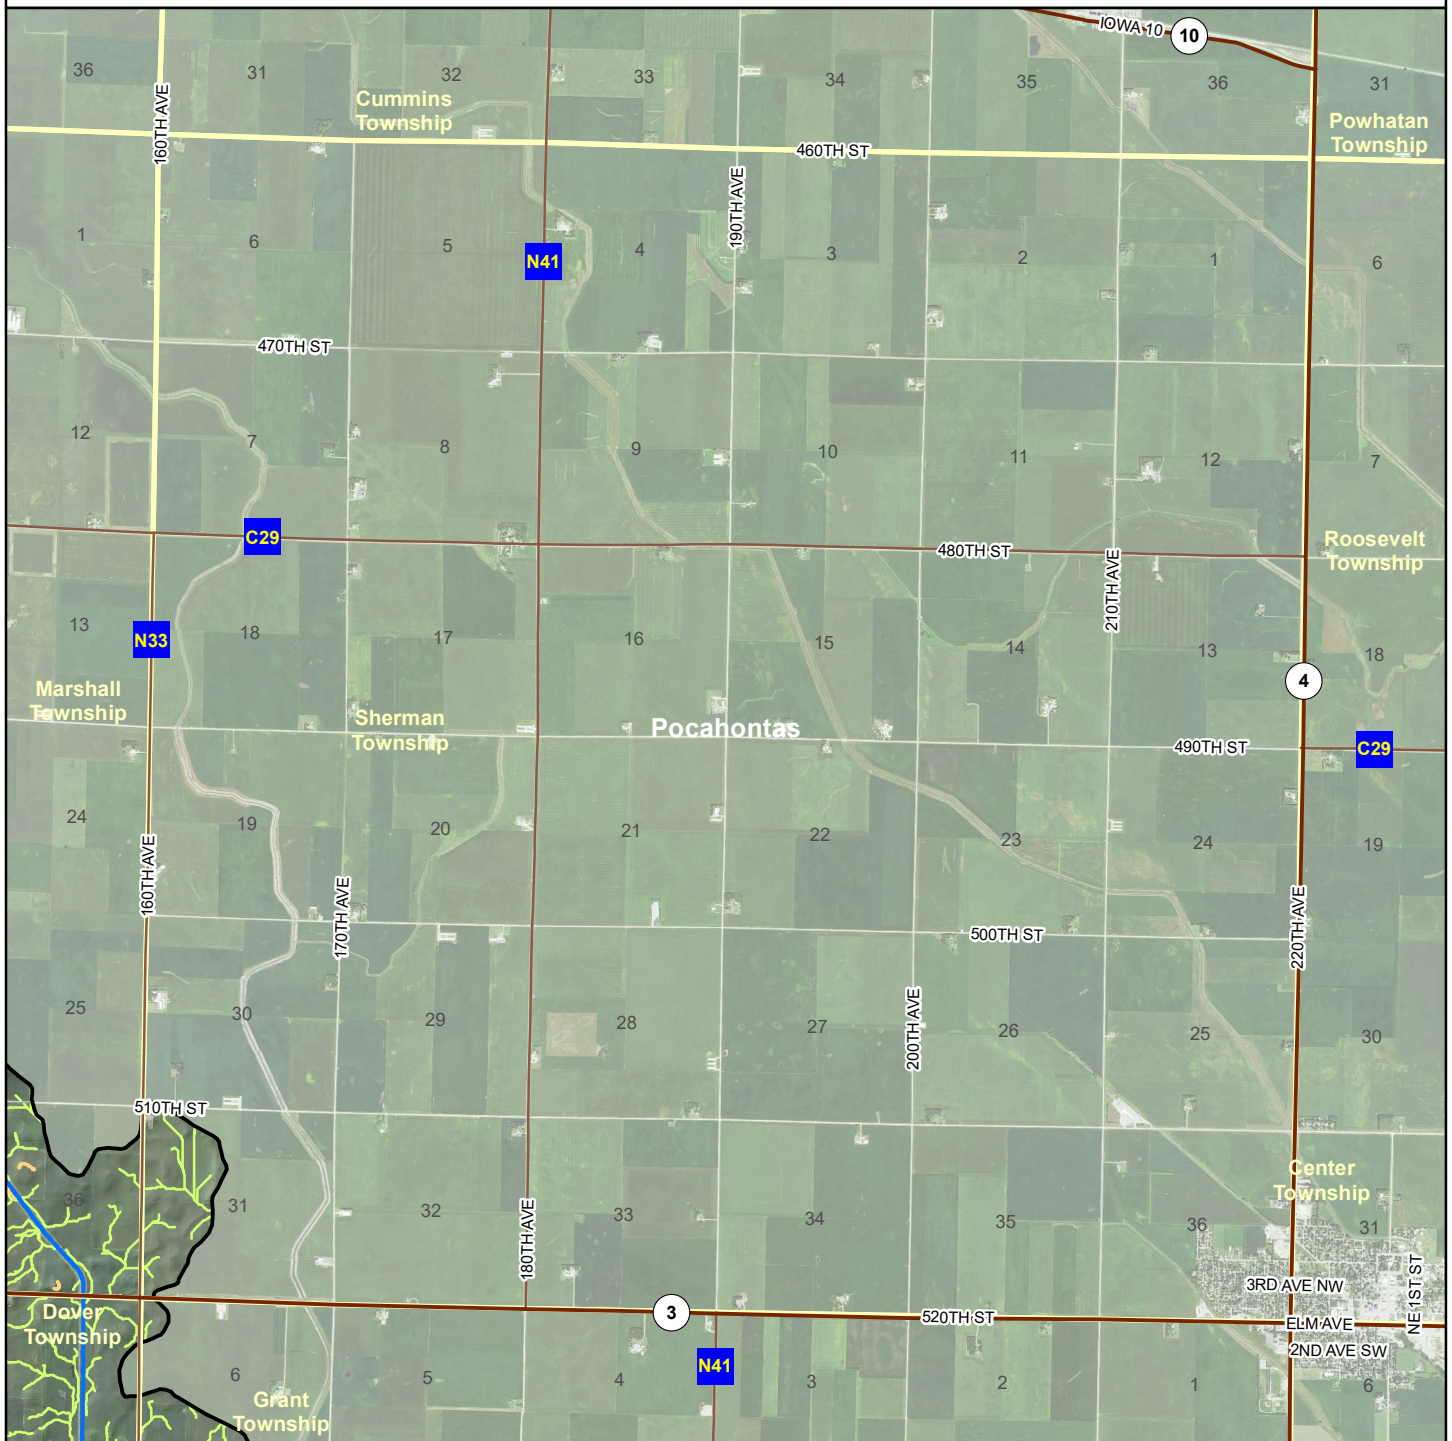 IOWA 10
10
36
31
32
33
34
35
36
31
Cummins
Township
160TH AVE
Powhatan
Township
460TH ST
190TH AVE
1
6
5
N41
4
3
2
1
6
470TH ST
12
7
8
9
10
11
12
7
C29
480TH ST
Roosevelt
Township
210TH AVE
13
N33
18
17
16
15
14
13
18
4
Marshall
Township
Sherman
Township
Pocahontas
490TH ST
C29
24
19
20
21
22
23
24
19
160TH AVE
170TH AVE
500TH ST
220TH AVE
25
30
29
28
27
200TH AVE
26
25
30
510TH ST
Center
Township
36
31
32
180TH AVE
33
34
35
36
31
3RD AVE NW
NE 1ST ST
Dover
Township
3
520TH ST
ELM AVE
2ND AVE SW
N41
6
5
4
3
2
1
6
Grant
Township